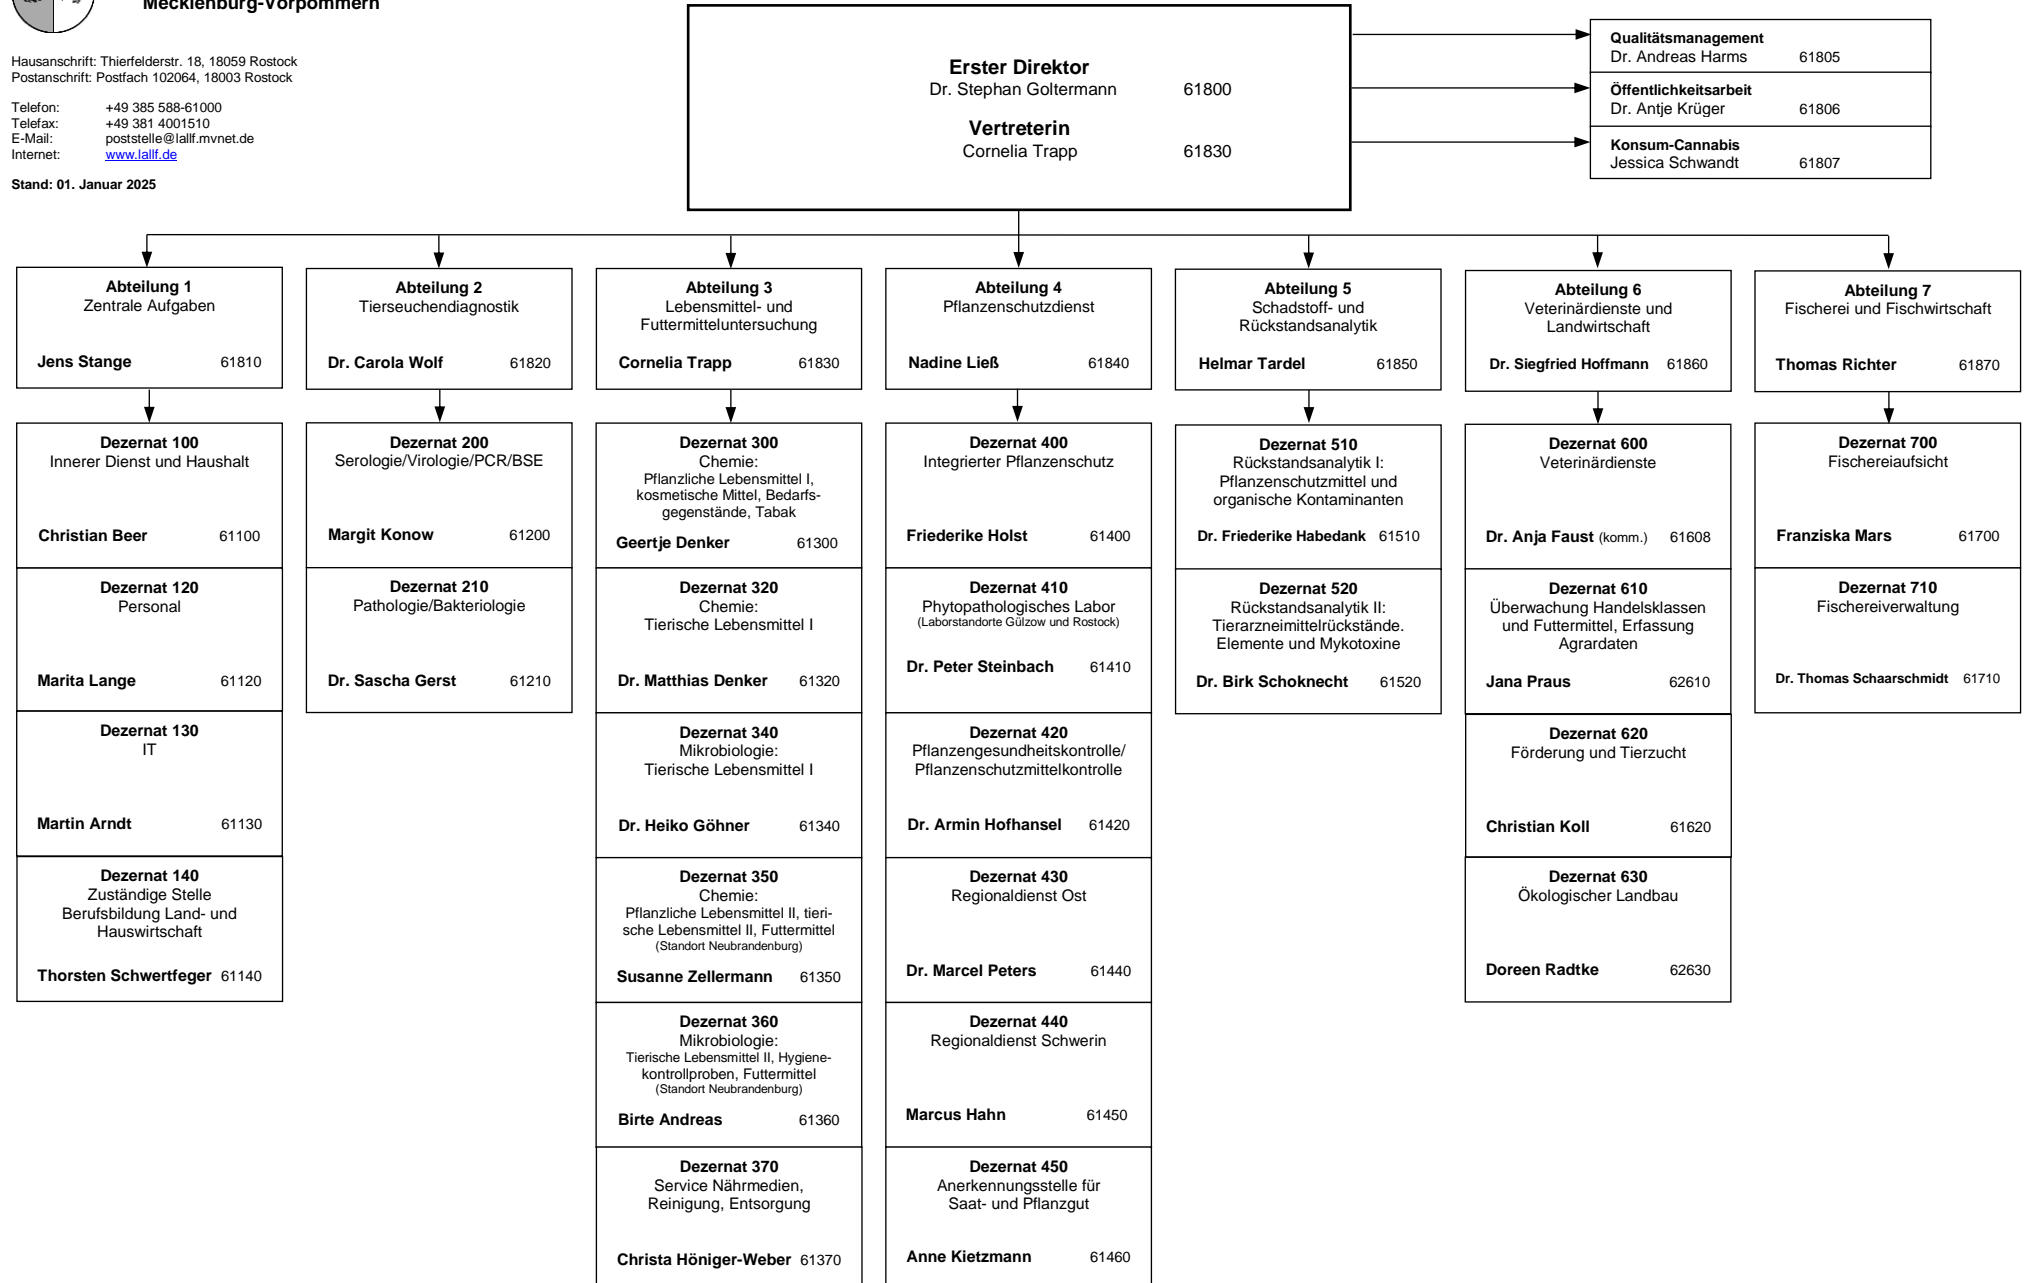 Mecklenburg-Vorpommern
Hausanschrift: Thierfelderstr. 18, 18059 Rostock
Postanschrift: Postfach 102064, 18003 Rostock
Telefon: +49 385 588-61000
Telefax: +49 381 4001510
E-Mail: poststelle@lallf.mvnet.de
Internet: www.lallf.de
Stand: 01. Januar 2025
Erster Direktor
Dr. Stephan Goltermann 61800
Vertreterin
Cornelia Trapp 61830
Qualitätsmanagement
Dr. Andreas Harms 61805
Öffentlichkeitsarbeit
Dr. Antje Krüger 61806
Konsum-Cannabis
Jessica Schwandt 61807
Abteilung 1
Zentrale Aufgaben
Jens Stange 61810
Abteilung 2
Tierseuchendiagnostik
Dr. Carola Wolf 61820
Abteilung 3
Lebensmittel- und
Futtermitteluntersuchung
Cornelia Trapp 61830
Abteilung 4
Pflanzenschutzdienst
Nadine Ließ 61840
Abteilung 5
Schadstoff- und
Rückstandsanalytik
Helmar Tardel 61850
Abteilung 6
Veterinärdienste und
Landwirtschaft
Dr. Siegfried Hoffmann 61860
Abteilung 7
Fischerei und Fischwirtschaft
Thomas Richter 61870
Dezernat 100
Innerer Dienst und Haushalt
Christian Beer 61100
Dezernat 120
Personal
Marita Lange 61120
Dezernat 130
IT
Martin Arndt 61130
Dezernat 140
Zuständige Stelle
Berufsbildung Land- und
Hauswirtschaft
Thorsten Schwertfeger 61140
Dezernat 200
Serologie/Virologie/PCR/BSE
Margit Konow 61200
Dezernat 210
Pathologie/Bakteriologie
Dr. Sascha Gerst 61210
Dezernat 300
Chemie:
Pflanzliche Lebensmittel I,
kosmetische Mittel, Bedarfs-
gegenstände, Tabak
Geertje Denker 61300
Dezernat 320
Chemie:
Tierische Lebensmittel I
Dr. Matthias Denker 61320
Dezernat 340
Mikrobiologie:
Tierische Lebensmittel I
Dr. Heiko Göhner 61340
Dezernat 350
Chemie:
Pflanzliche Lebensmittel II, tieri-
sche Lebensmittel II, Futtermittel
(Standort Neubrandenburg)
Susanne Zellermann 61350
Dezernat 360
Mikrobiologie:
Tierische Lebensmittel II, Hygiene-
kontrollproben, Futtermittel
(Standort Neubrandenburg)
Birte Andreas 61360
Dezernat 370
Service Nährmedien,
Reinigung, Entsorgung
Christa Höniger-Weber 61370
Dezernat 400
Integrierter Pflanzenschutz
Friederike Holst 61400
Dezernat 410
Phytopathologisches Labor
(Laborstandorte Gülzow und Rostock)
Dr. Peter Steinbach 61410
Dezernat 420
Pflanzengesundheitskontrolle/
Pflanzenschutzmittelkontrolle
Dr. Armin Hofhansel 61420
Dezernat 430
Regionaldienst Ost
Dr. Marcel Peters 61440
Dezernat 440
Regionaldienst Schwerin
Marcus Hahn 61450
Dezernat 450
Anerkennungsstelle für
Saat- und Pflanzgut
Anne Kietzmann 61460
Dezernat 510
Rückstandsanalytik I:
Pflanzenschutzmittel und
organische Kontaminanten
Dr. Friederike Habedank 61510
Dezernat 520
Rückstandsanalytik II:
Tierarzneimittelrückstände.
Elemente und Mykotoxine
Dr. Birk Schoknecht 61520
Dezernat 600
Veterinärdienste
Dr. Anja Faust (komm.) 61608
Dezernat 610
Überwachung Handelsklassen
und Futtermittel, Erfassung
Agrardaten
Jana Praus 62610
Dezernat 620
Förderung und Tierzucht
Christian Koll 61620
Dezernat 630
Ökologischer Landbau
Doreen Radtke 62630
Dezernat 700
Fischereiaufsicht
Franziska Mars 61700
Dezernat 710
Fischereiverwaltung
Dr. Thomas Schaarschmidt 61710